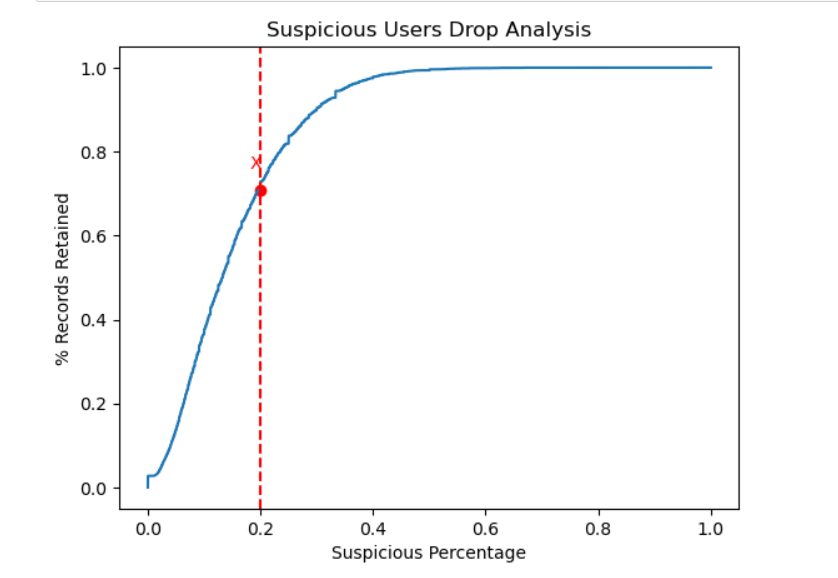 Suspicious Users Drop Analysis
1.0
0.8
0.6
0.4
0.2
0.0
% Records Retained
X
0.0 0.2 0.4 0.6 0.8 1.0
Suspicious Percentage